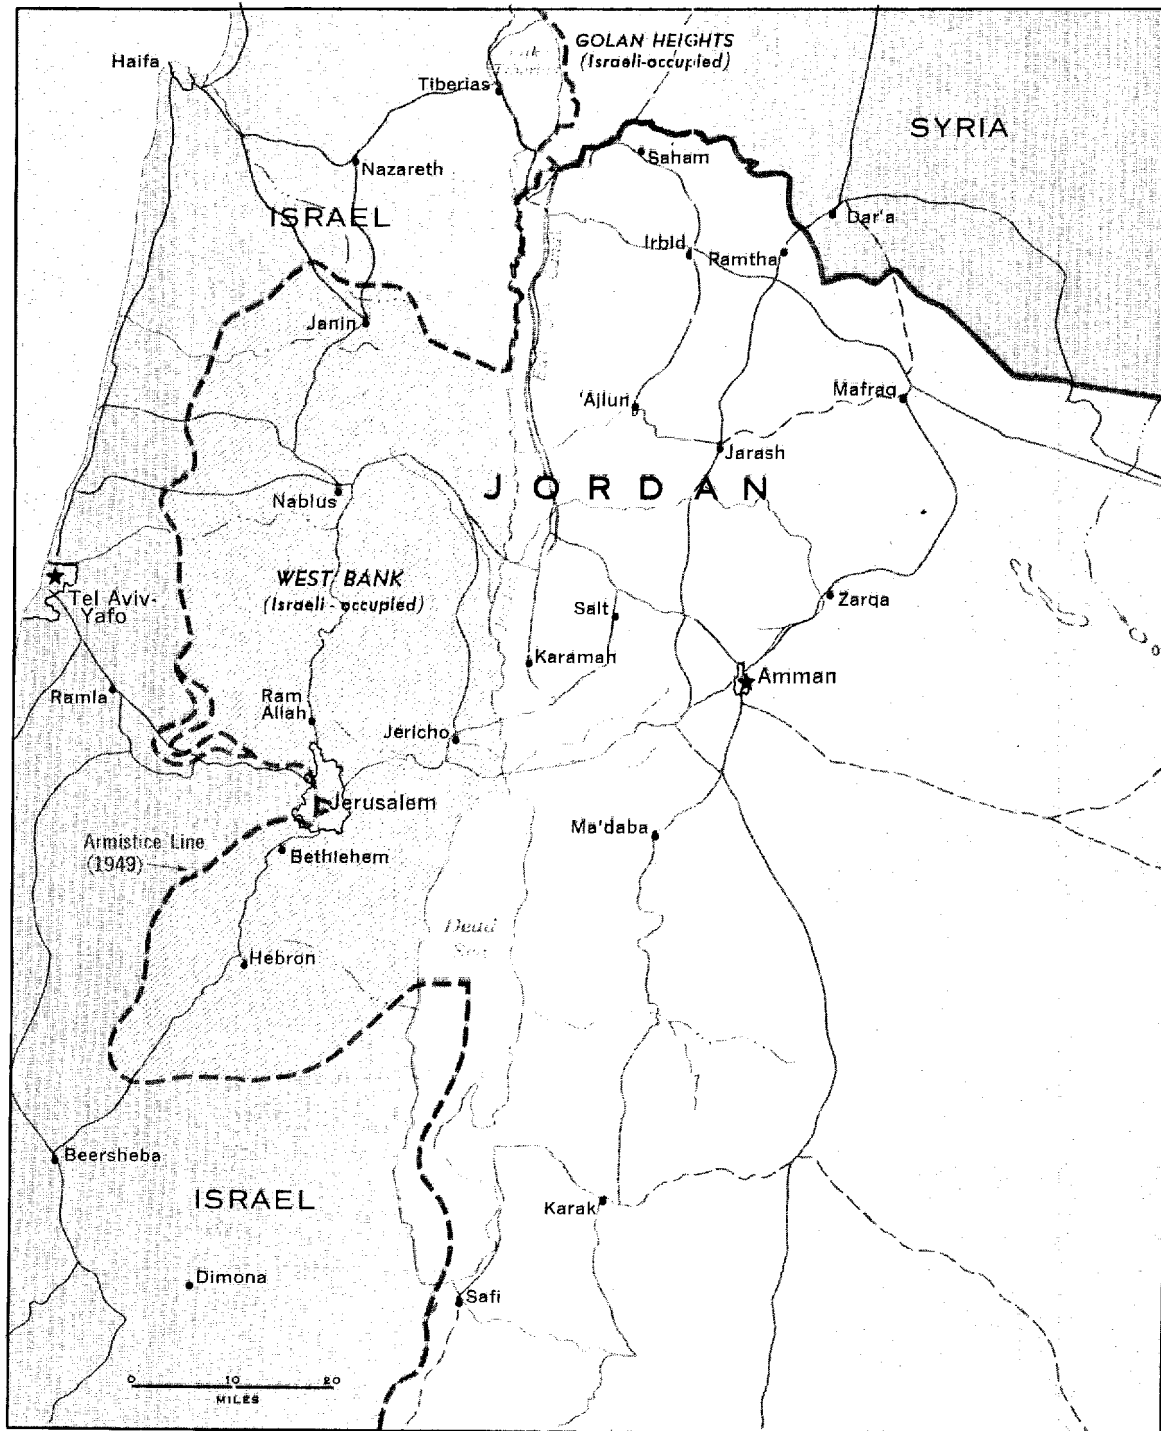 GOLAN HEIGHTS
(Israeli-occupied)
Haifa
Tiberias
SYRIA
Saham
Nazareth
ISRAEL
Dar'a
Irbid
Ramtha
Janin
'Ajlun
Mafraq
Jarash
JORDAN
Nablus
WEST BANK
(Israeli-occupied)
Tel Aviv-
Yafo
Salt
Zarqa
Karamah
Amman
Ramla
Ram
Allah
Jericho
Jerusalem
Ma'daba
Armistice Line
(1949)
Bethlehem
Dead
Sea
Hebron
Beersheba
ISRAEL
Karak
Dimona
Safi
0 10 20
MILES